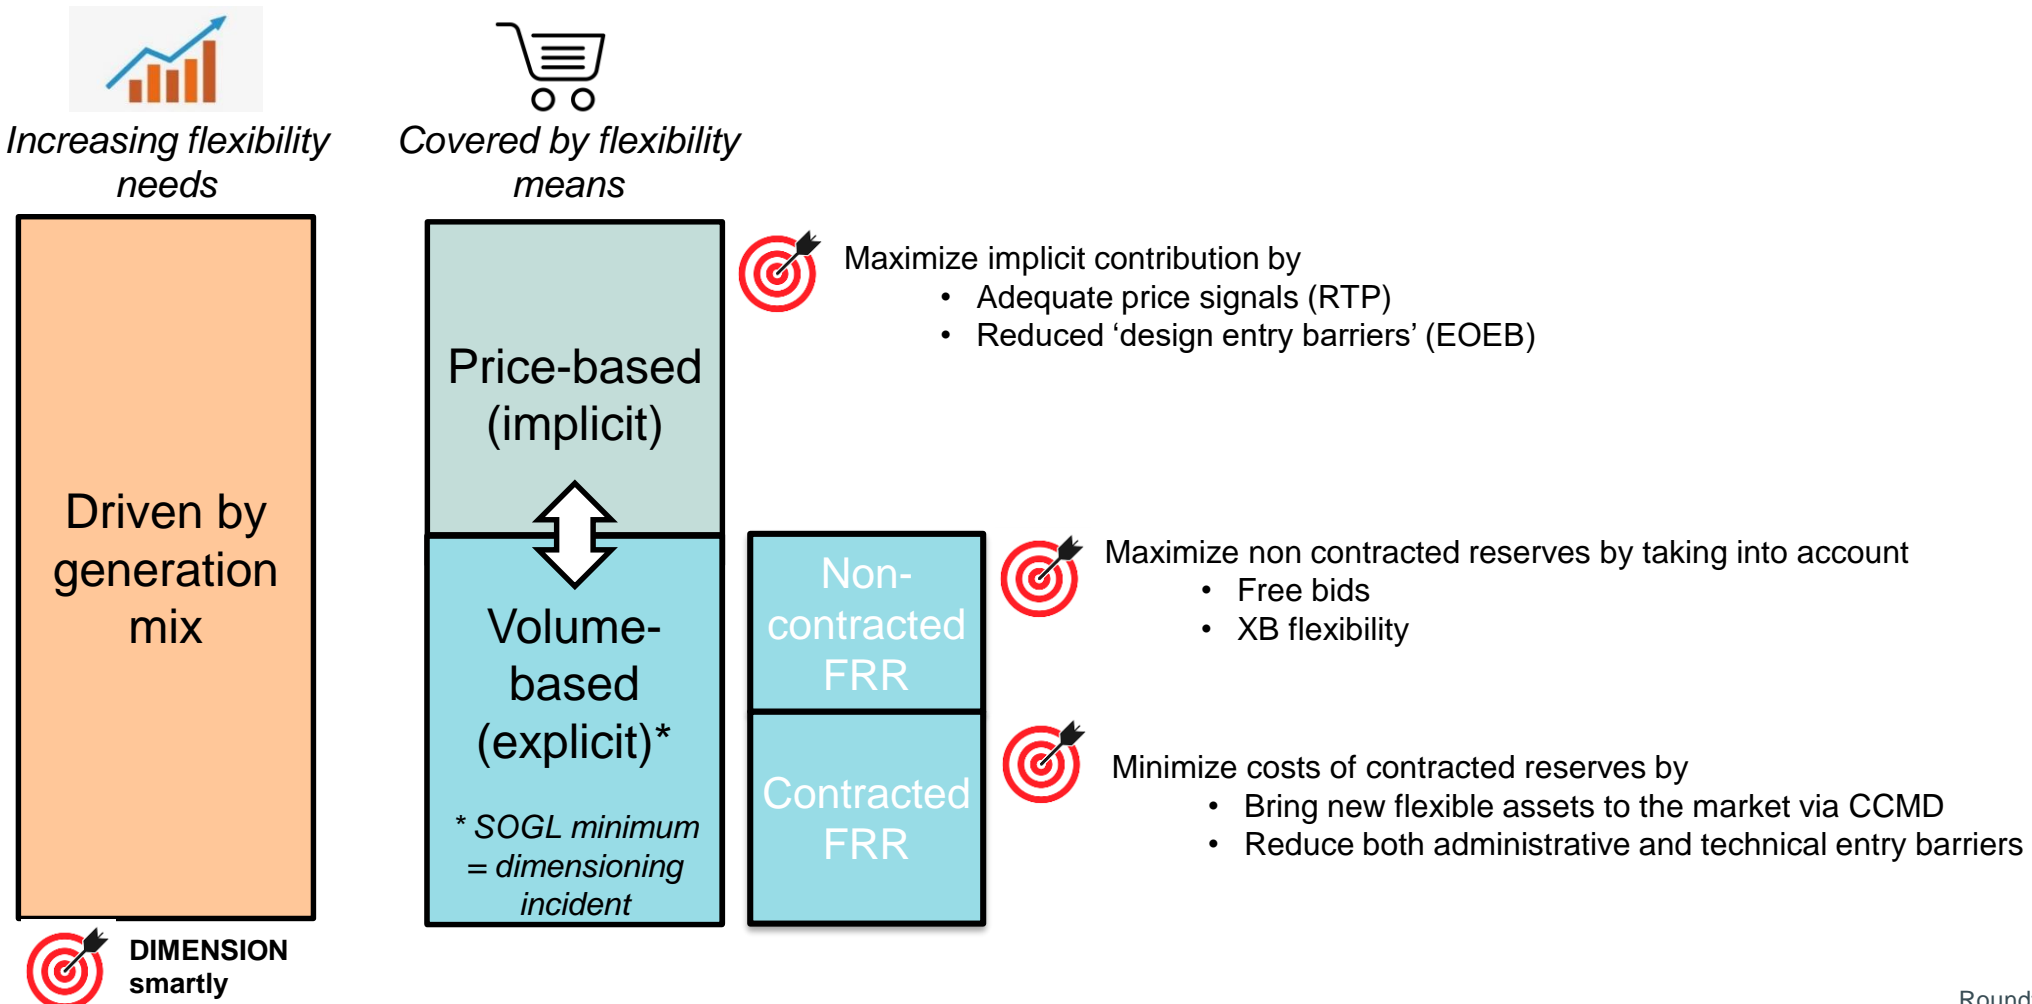 Increasing flexibility
needs
Covered by flexibility
means
Driven by
generation
mix
DIMENSION
smartly
Price-based
(implicit)
Volume-
based
(explicit)*
* SOGL minimum
= dimensioning
incident
Non-
contracted
FRR
Contracted
FRR
Maximize implicit contribution by
• Adequate price signals (RTP)
• Reduced ‘design entry barriers’ (EOEB)
Maximize non contracted reserves by taking into account
• Free bids
• XB flexibility
Minimize costs of contracted reserves by
• Bring new flexible assets to the market via CCMD
• Reduce both administrative and technical entry barriers
Round